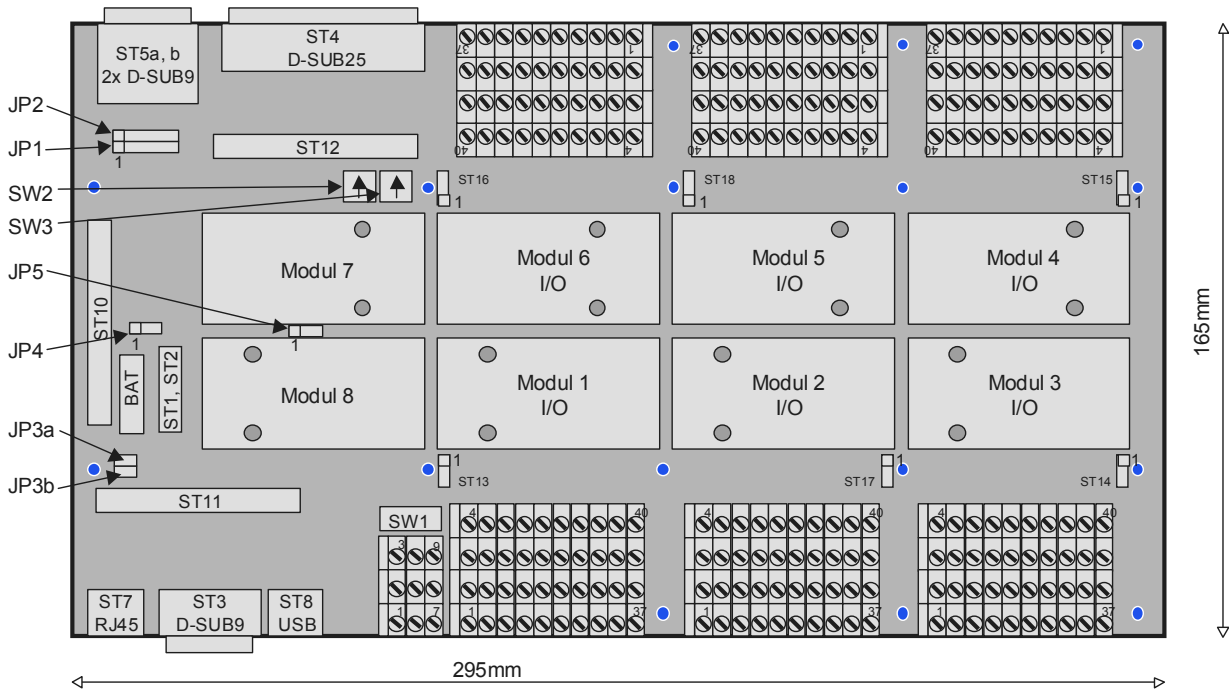 ST5a, b
2x D-SUB9
ST4
D-SUB25
37 1
40 4
37 1
40 4
37 1
40 4
JP2
JP1
1
ST12
SW2
SW3
ST16
1
ST18
1
ST15
1
JP5
JP4
Modul 7
Modul 6
I/O
Modul 5
I/O
Modul 4
I/O
ST10
1
1
BAT
ST1, ST2
Modul 8
Modul 1
I/O
Modul 2
I/O
Modul 3
I/O
JP3a
JP3b
1
ST13
1
ST17
1
ST14
ST11
SW1
3 9
1 7
4 40
1 37
4 40
1 37
4 40
1 37
ST7
RJ45
ST3
D-SUB9
ST8
USB
165mm
295mm